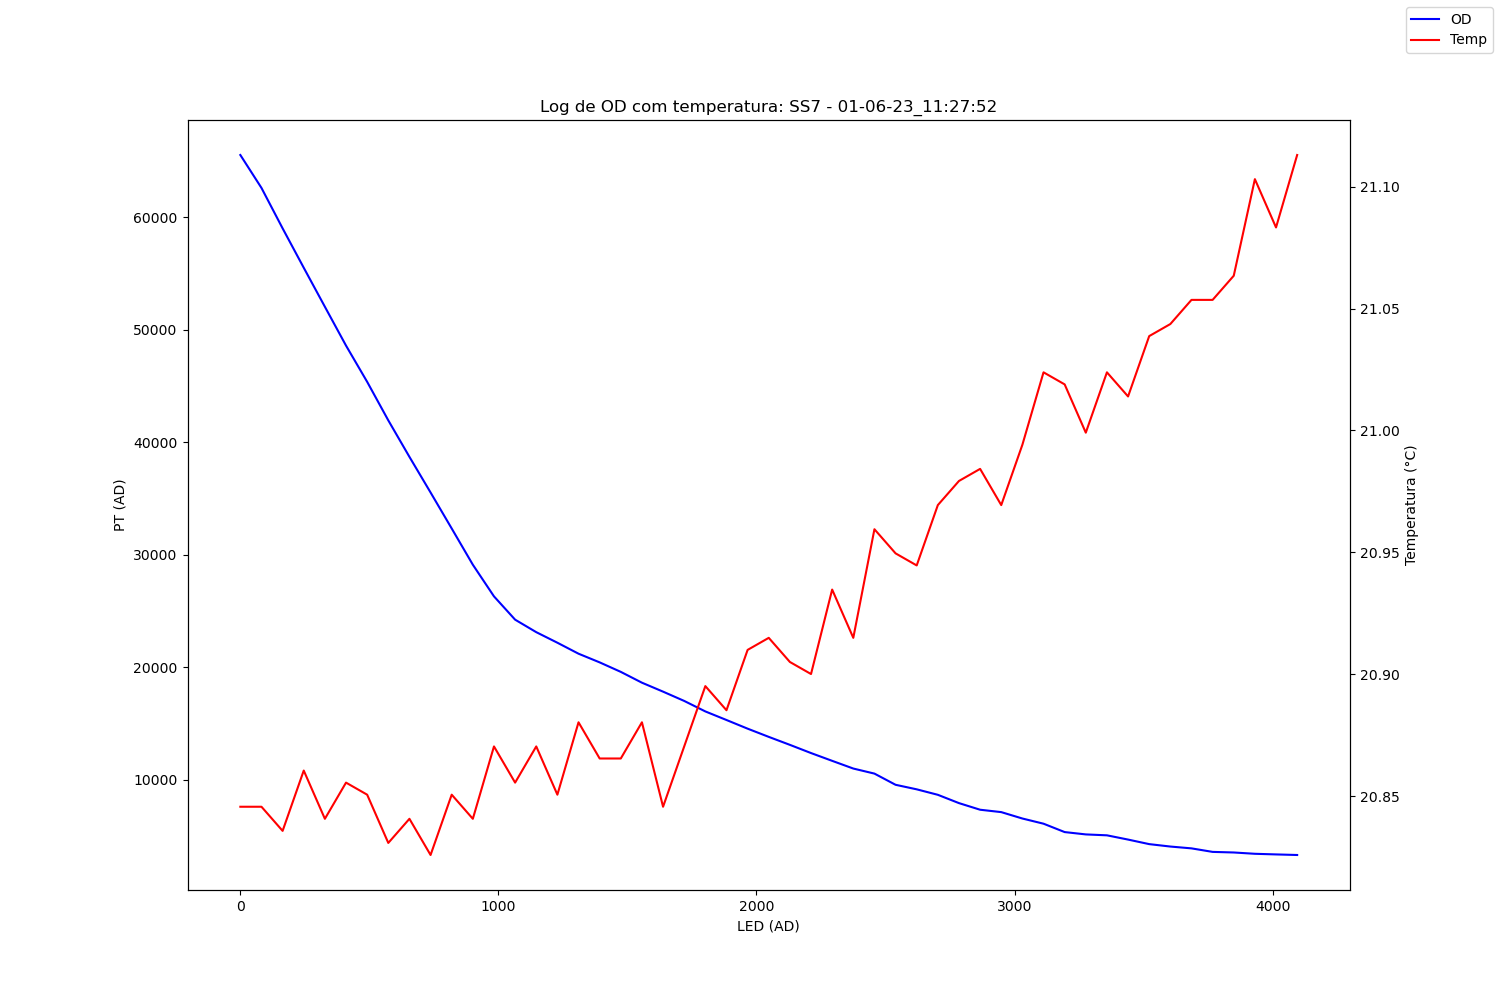 OD
Temp
Log de OD com temperatura: SS7 - 01-06-23_11:27:52
60000
50000
40000
30000
20000
10000
PT (AD)
21.10
21.05
21.00
20.95
20.90
20.85
Temperatura (°C)
0 1000 2000 3000 4000
LED (AD)